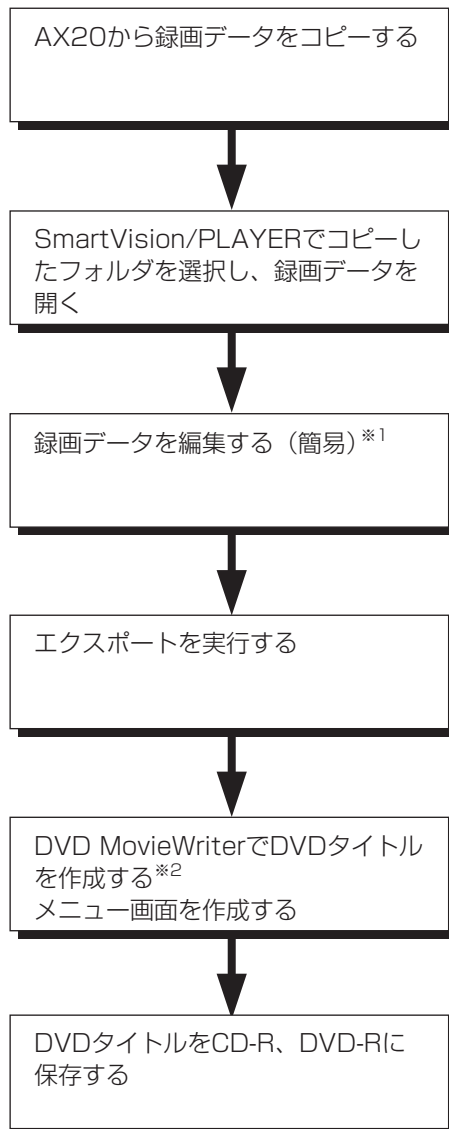 AX20から録画データをコピーする
SmartVision/PLAYERでコピーし
たフォルダを選択し、録画データを
開く
録画データを編集する（簡易）※1
エクスポートを実行する
DVD MovieWriterでDVDタイトル
を作成する※2
メニュー画面を作成する
DVDタイトルをCD-R、DVD-Rに
保存する